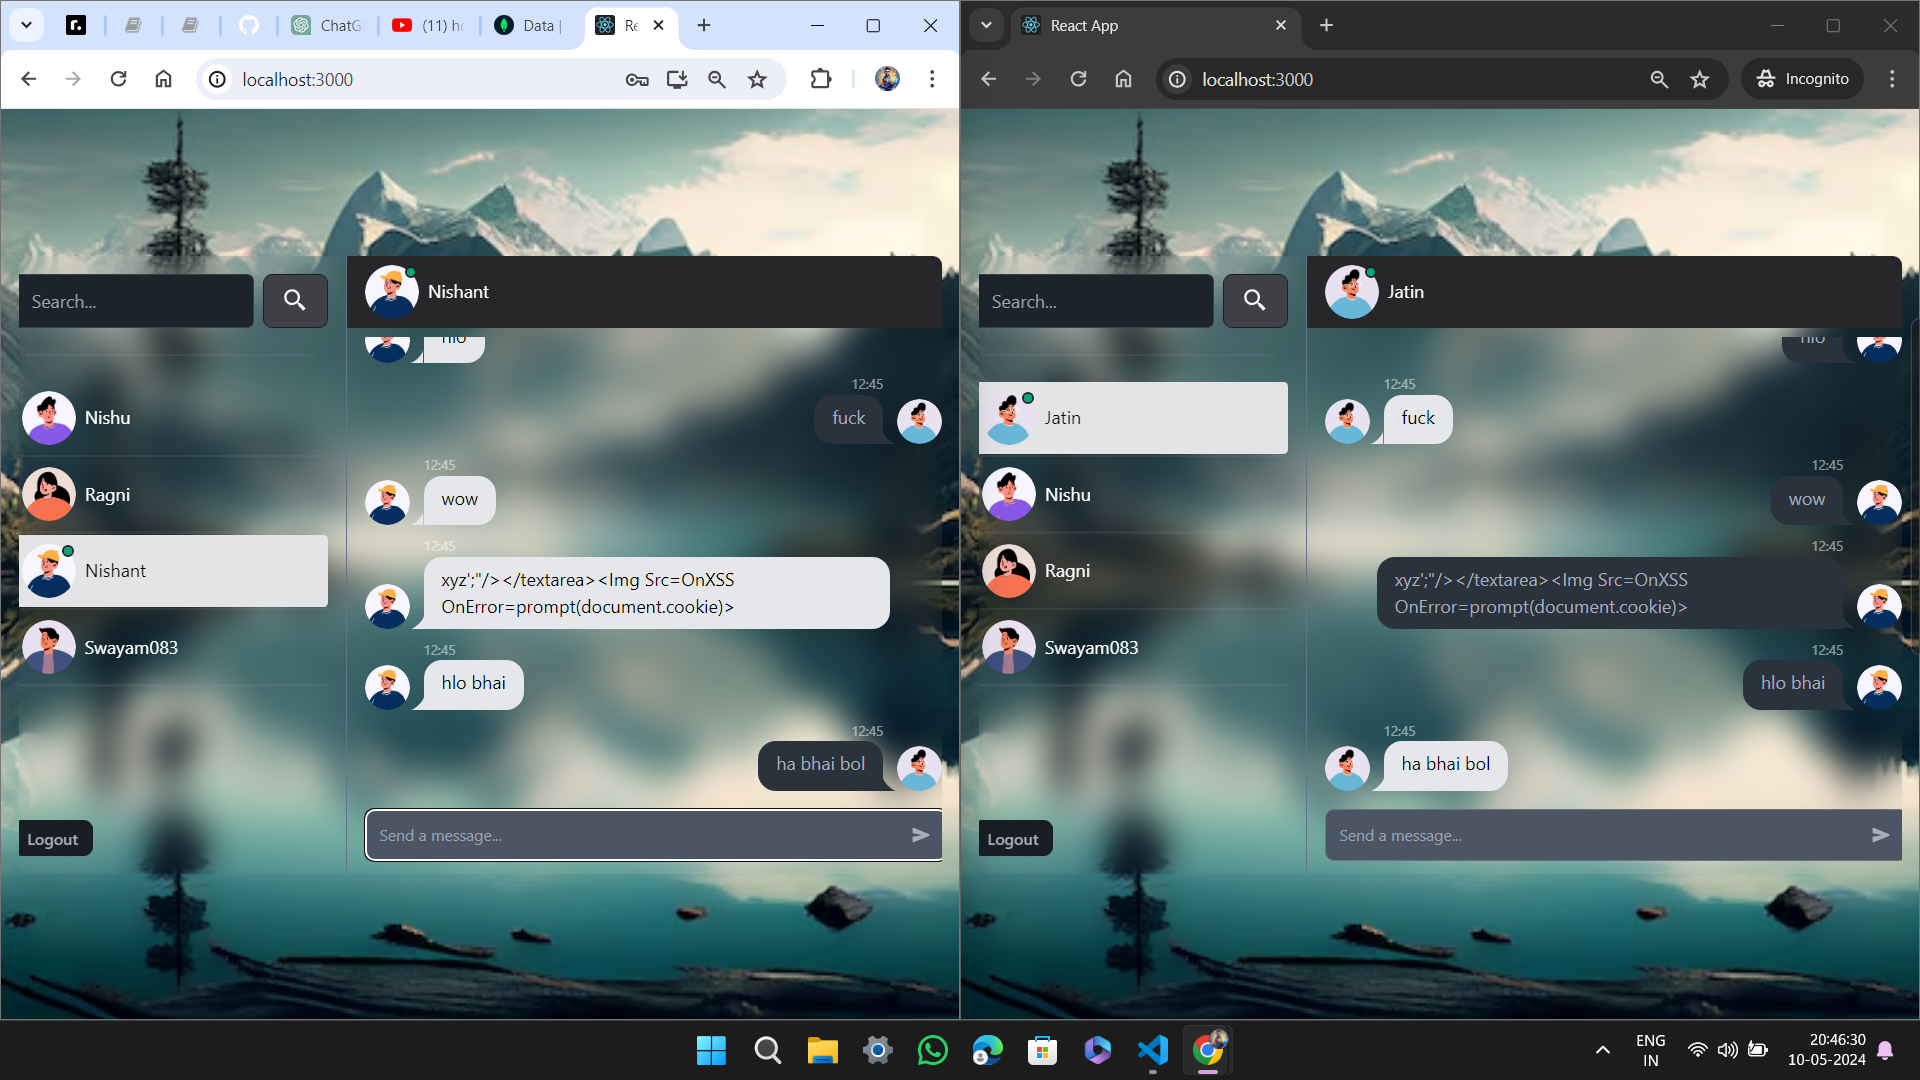 ChatG
(11) ho
Data |
Re
localhost:3000
React App
localhost:3000
Incognito
Search...
Nishant
hlo
12:45
fuck
Nishu
12:45
wow
Ragni
12:45
xyz';"/></textarea><Img Src=OnXSS
OnError=prompt(document.cookie)>
Nishant
12:45
hlo bhai
Swayam083
12:45
ha bhai bol
Send a message...
Logout
Search...
Jatin
hlo
12:45
fuck
Jatin
12:45
wow
Nishu
12:45
xyz';"/></textarea><Img Src=OnXSS
OnError=prompt(document.cookie)>
Ragni
12:45
hlo bhai
Swayam083
12:45
ha bhai bol
Send a message...
Logout
ENG
IN
20:46:30
10-05-2024